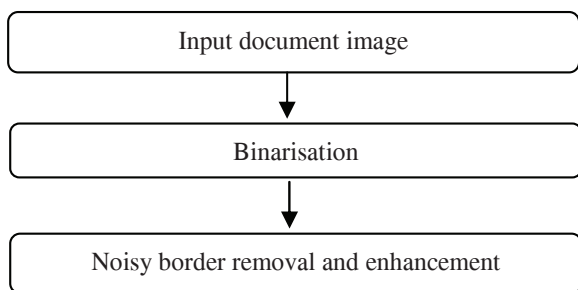 Input document image
Binarisation
Noisy border removal and enhancement